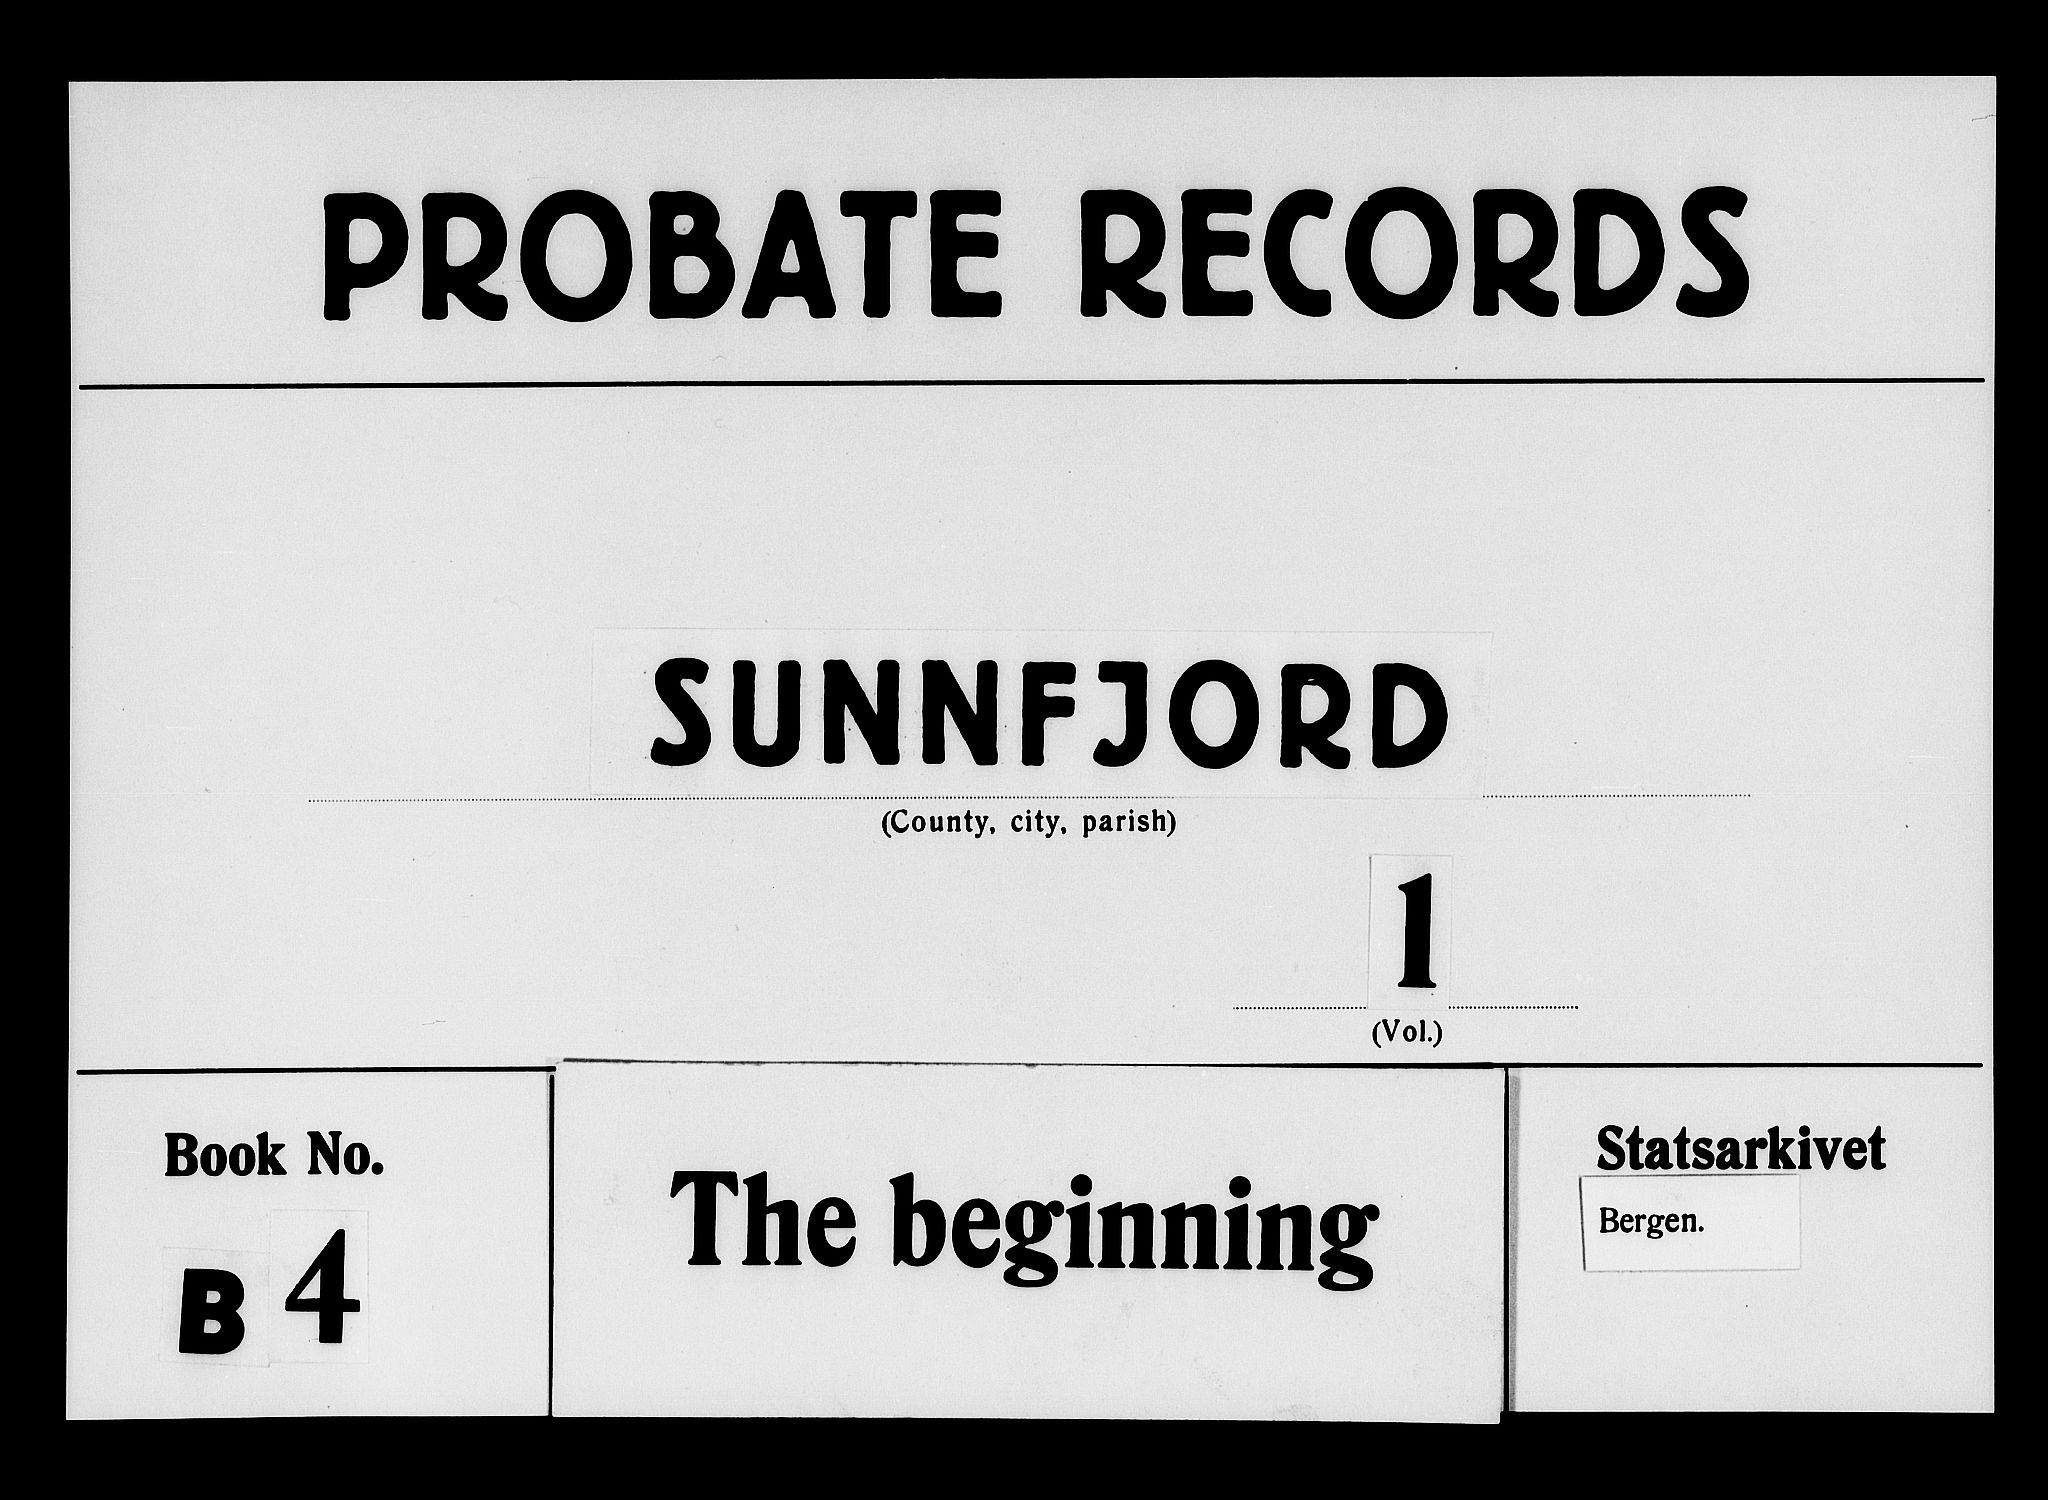 PROBATE RECORDS
SUNNFJORD
(County, city, parish)
1
(Vol.)
Book No.
B 4
The beginning
Statsarkivet
Bergen.